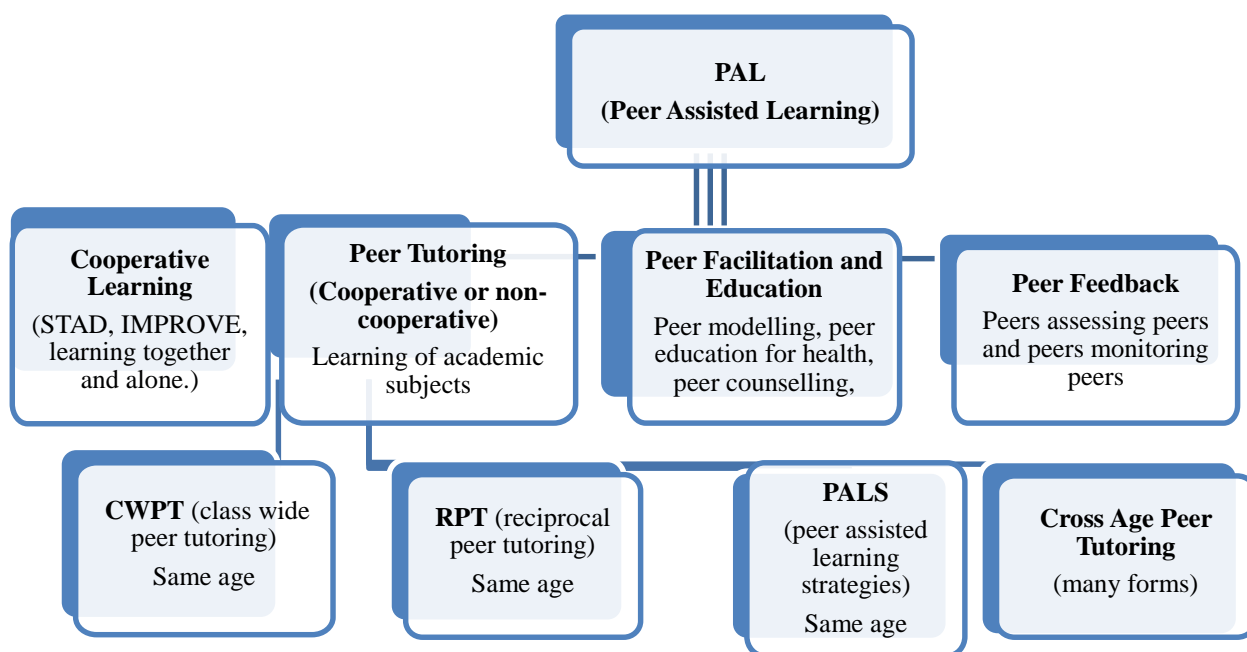 PAL
(Peer Assisted Learning)
Cooperative
Learning
(STAD, IMPROVE,
learning together
and alone.)
Peer Tutoring
(Cooperative or non-
cooperative)
Learning of academic
subjects
Peer Facilitation and
Education
Peer modelling, peer
education for health,
peer counselling,
Peer Feedback
Peers assessing peers
and peers monitoring
peers
CWPT (class wide
peer tutoring)
Same age
RPT (reciprocal
peer tutoring)
Same age
PALS
(peer assisted
learning
strategies)
Same age
Cross Age Peer
Tutoring
(many forms)